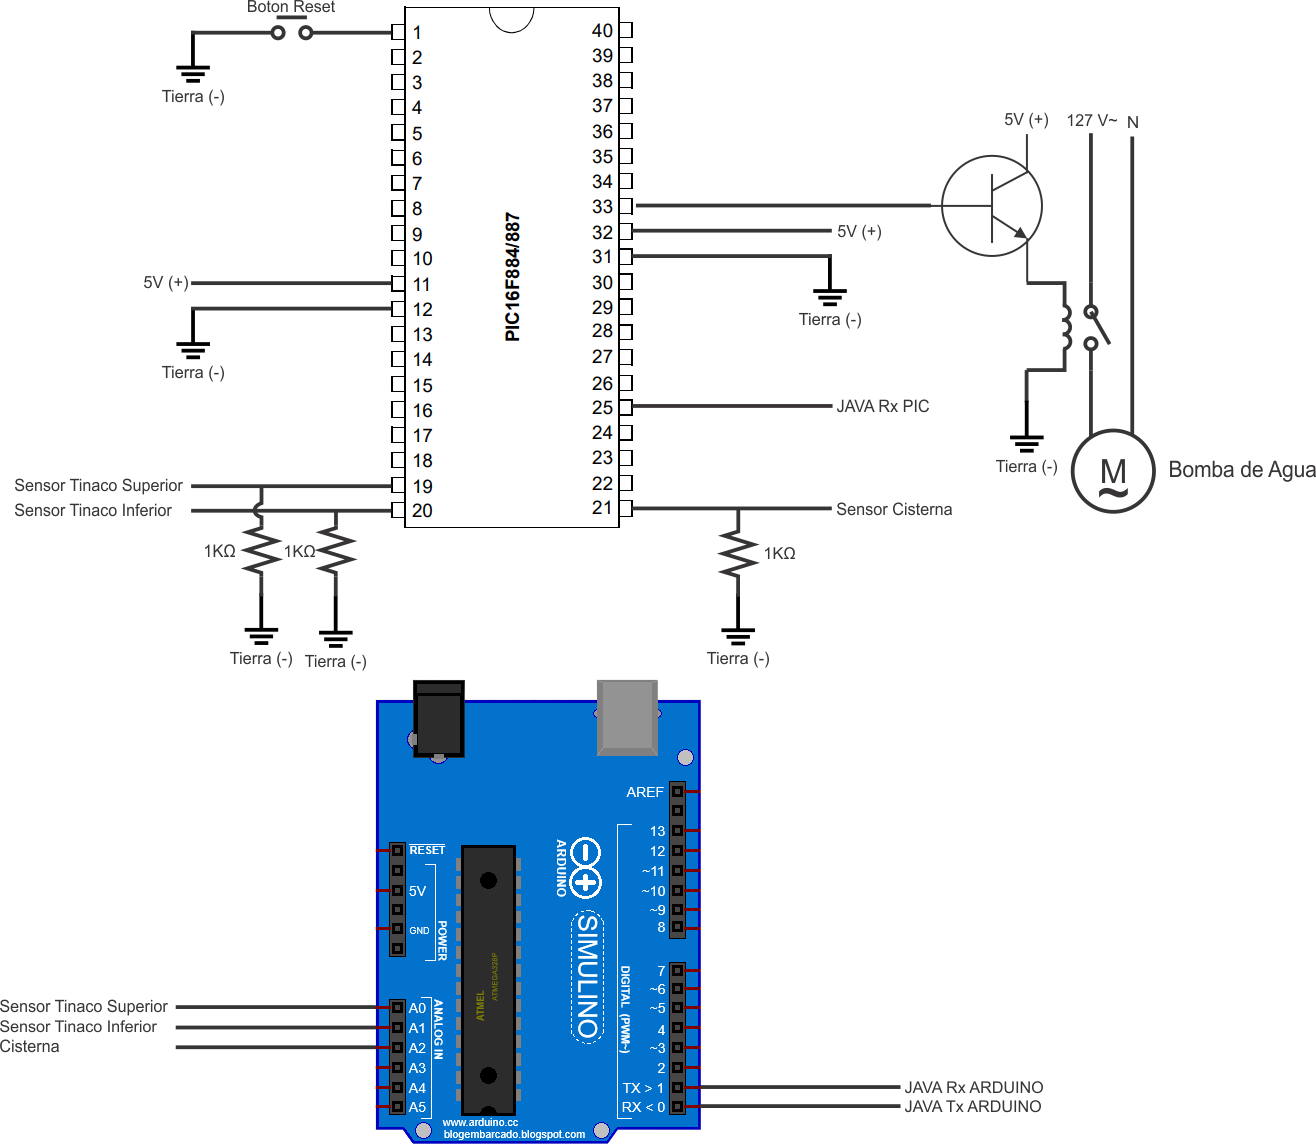 Boton Reset
Tierra (-)
1
2
3
4
5
6
7
8
9
10
11
12
13
14
15
16
17
18
19
20
40
39
38
37
36
35
34
33
32
31
30
29
28
27
26
25
24
23
22
21
PIC16F884/887
5V (+)
Tierra (-)
Sensor Tinaco Superior
Sensor Tinaco Inferior
1KΩ
1KΩ
Tierra (-)
Tierra (-)
5V (+)
127 V~
N
5V (+)
Tierra (-)
JAVA Rx PIC
Tierra (-)
M
~
Bomba de Agua
Sensor Cisterna
1KΩ
Tierra (-)
AREF
13
12
~11
~10
~9
8
7
~6
~5
4
~3
2
TX > 1
RX < 0
DIGITAL (PWM~)
ARDUINO
SIMULINO
RESET
5V
GND
POWER
ATMEL
ATMEGA328P
A0
A1
A2
A3
A4
A5
ANALOG IN
Sensor Tinaco Superior
Sensor Tinaco Inferior
Cisterna
JAVA Rx ARDUINO
JAVA Tx ARDUINO
www.arduino.cc
blogembarcado.blogspot.com